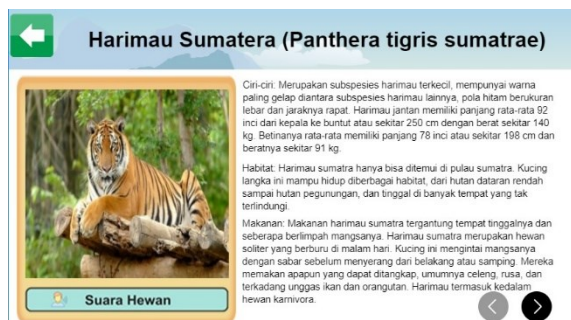 Harimau Sumatera (Panthera tigris sumatrae)
Ciri-ciri: Merupakan subspesies harimau terkecil, mempunyai warna
paling gelap diantara subspesies harimau lainnya, pola hitam berukuran
lebar dan jaraknya rapat. Harimau jantan memiliki panjang rata-rata 92
inci dari kepala ke buntut atau sekitar 250 cm dengan berat sekitar 140
kg. Betinanya rata-rata memiliki panjang 78 inci atau sekitar 198 cm dan
beratnya sekitar 91 kg.
Habitat: Harimau sumatra hanya bisa ditemui di pulau sumatra. Kucing
langka ini mampu hidup diberbagai habitat, dari hutan dataran rendah
sampai hutan pegunungan, dan tinggal di banyak tempat yang tak
terlindungi.
Makanan: Makanan harimau sumatra tergantung tempat tinggalnya dan
seberapa berlimpah mangsanya. Harimau sumatra merupakan hewan
soliter yang berburu di malam hari. Kucing ini mengintai mangsanya
dengan sabar sebelum menyerang dari belakang atau samping. Mereka
memakan apapun yang dapat ditangkap, umumnya celeng, rusa, dan
terkadang unggas ikan dan orangutan. Harimau termasuk kedalam
hewan karnivora.
Suara Hewan